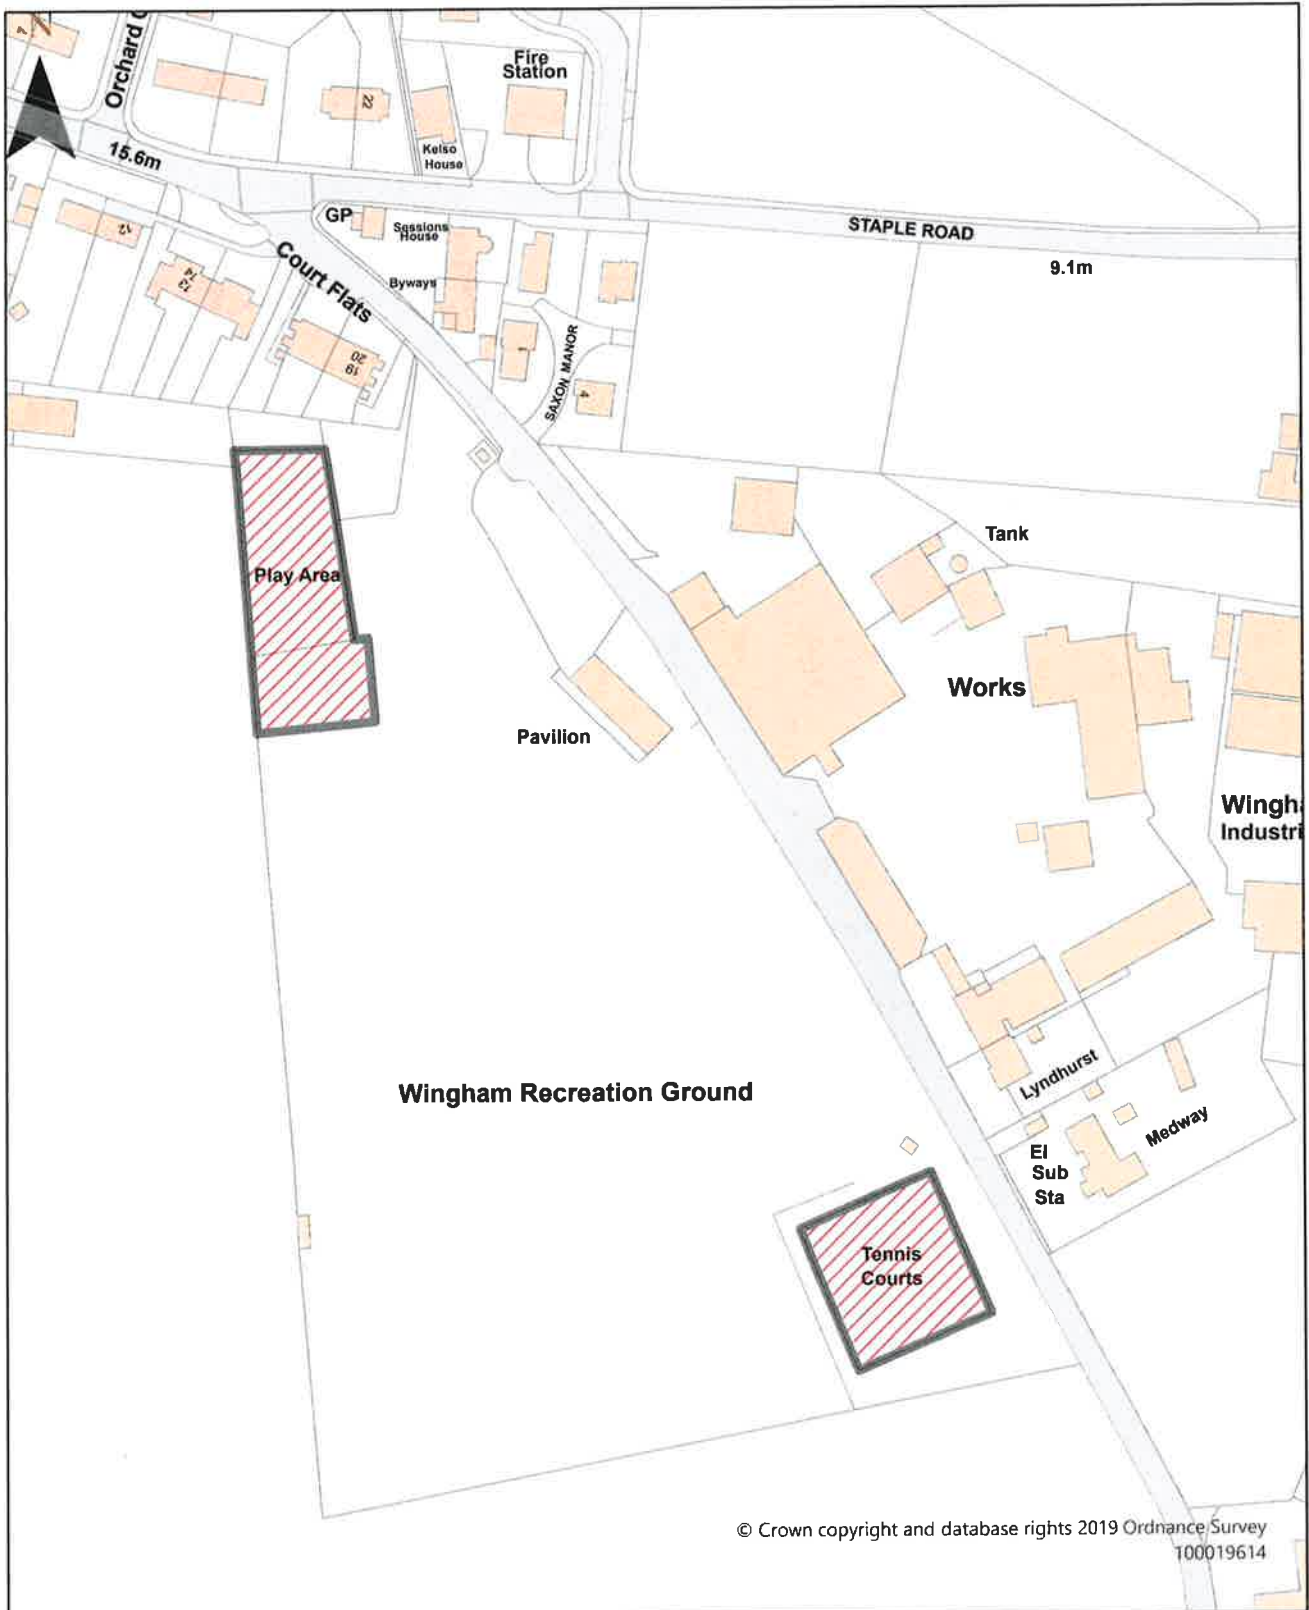 4
Orchard
Fire
Station
22
Kelso
House
15.6m
GP
Sessions
House
STAPLE ROAD
12
9.1m
Court Flats
Byways
13
14
SAXON MANOR
1
20
19
4
Tank
Play Area
Works
Pavilion
Wingh
Industri
Lyndhurst
Wingham Recreation Ground
Medway
El
Sub
Sta
Tennis
Courts
© Crown copyright and database rights 2019 Ordnance Survey
100019614